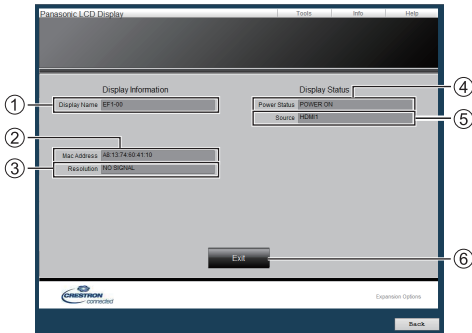 Panasonic LCD Display
Tools Info Help
Display Information
Display Status
① Display Name EF1-00
④ Power Status POWER ON
⑤ Source HDMI1
② Mac Address A8:13:74:60:41:10
③ Resolution NO SIGNAL
⑥ Exit
CRESTRON
connected
Expansion Options
Back